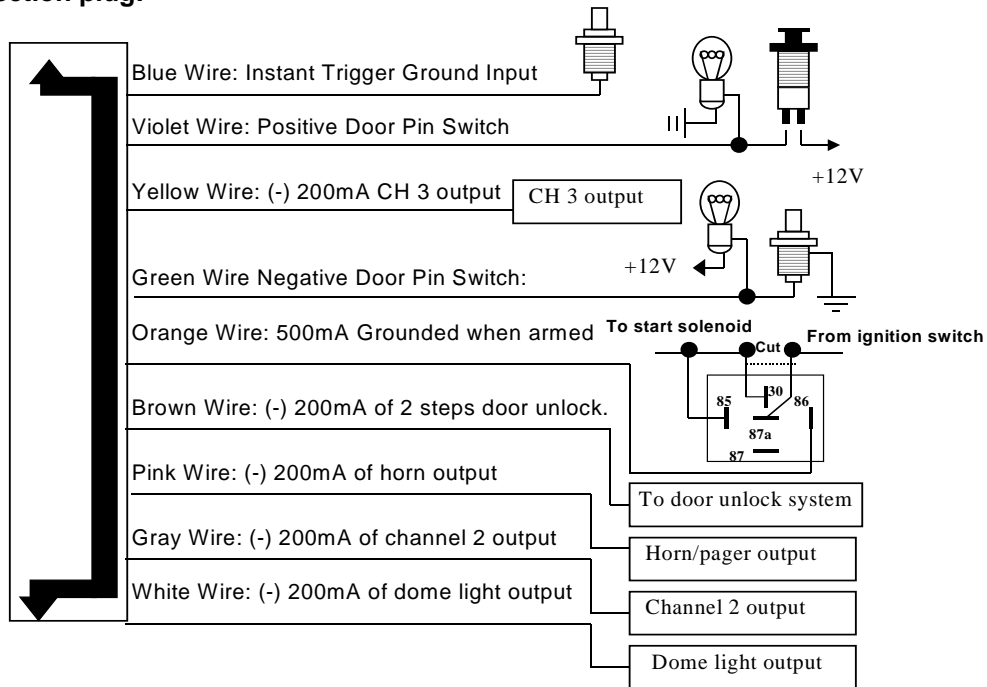 ction plug.
Blue Wire: Instant Trigger Ground Input
Violet Wire: Positive Door Pin Switch
+12V
Yellow Wire: (-) 200mA CH 3 output
CH 3 output
+12V
Green Wire Negative Door Pin Switch:
Orange Wire: 500mA Grounded when armed
To start solenoid
From ignition switch
Cut
30
85
86
87a
87
Brown Wire: (-) 200mA of 2 steps door unlock.
To door unlock system
Pink Wire: (-) 200mA of horn output
Horn/pager output
Gray Wire: (-) 200mA of channel 2 output
Channel 2 output
White Wire: (-) 200mA of dome light output
Dome light output